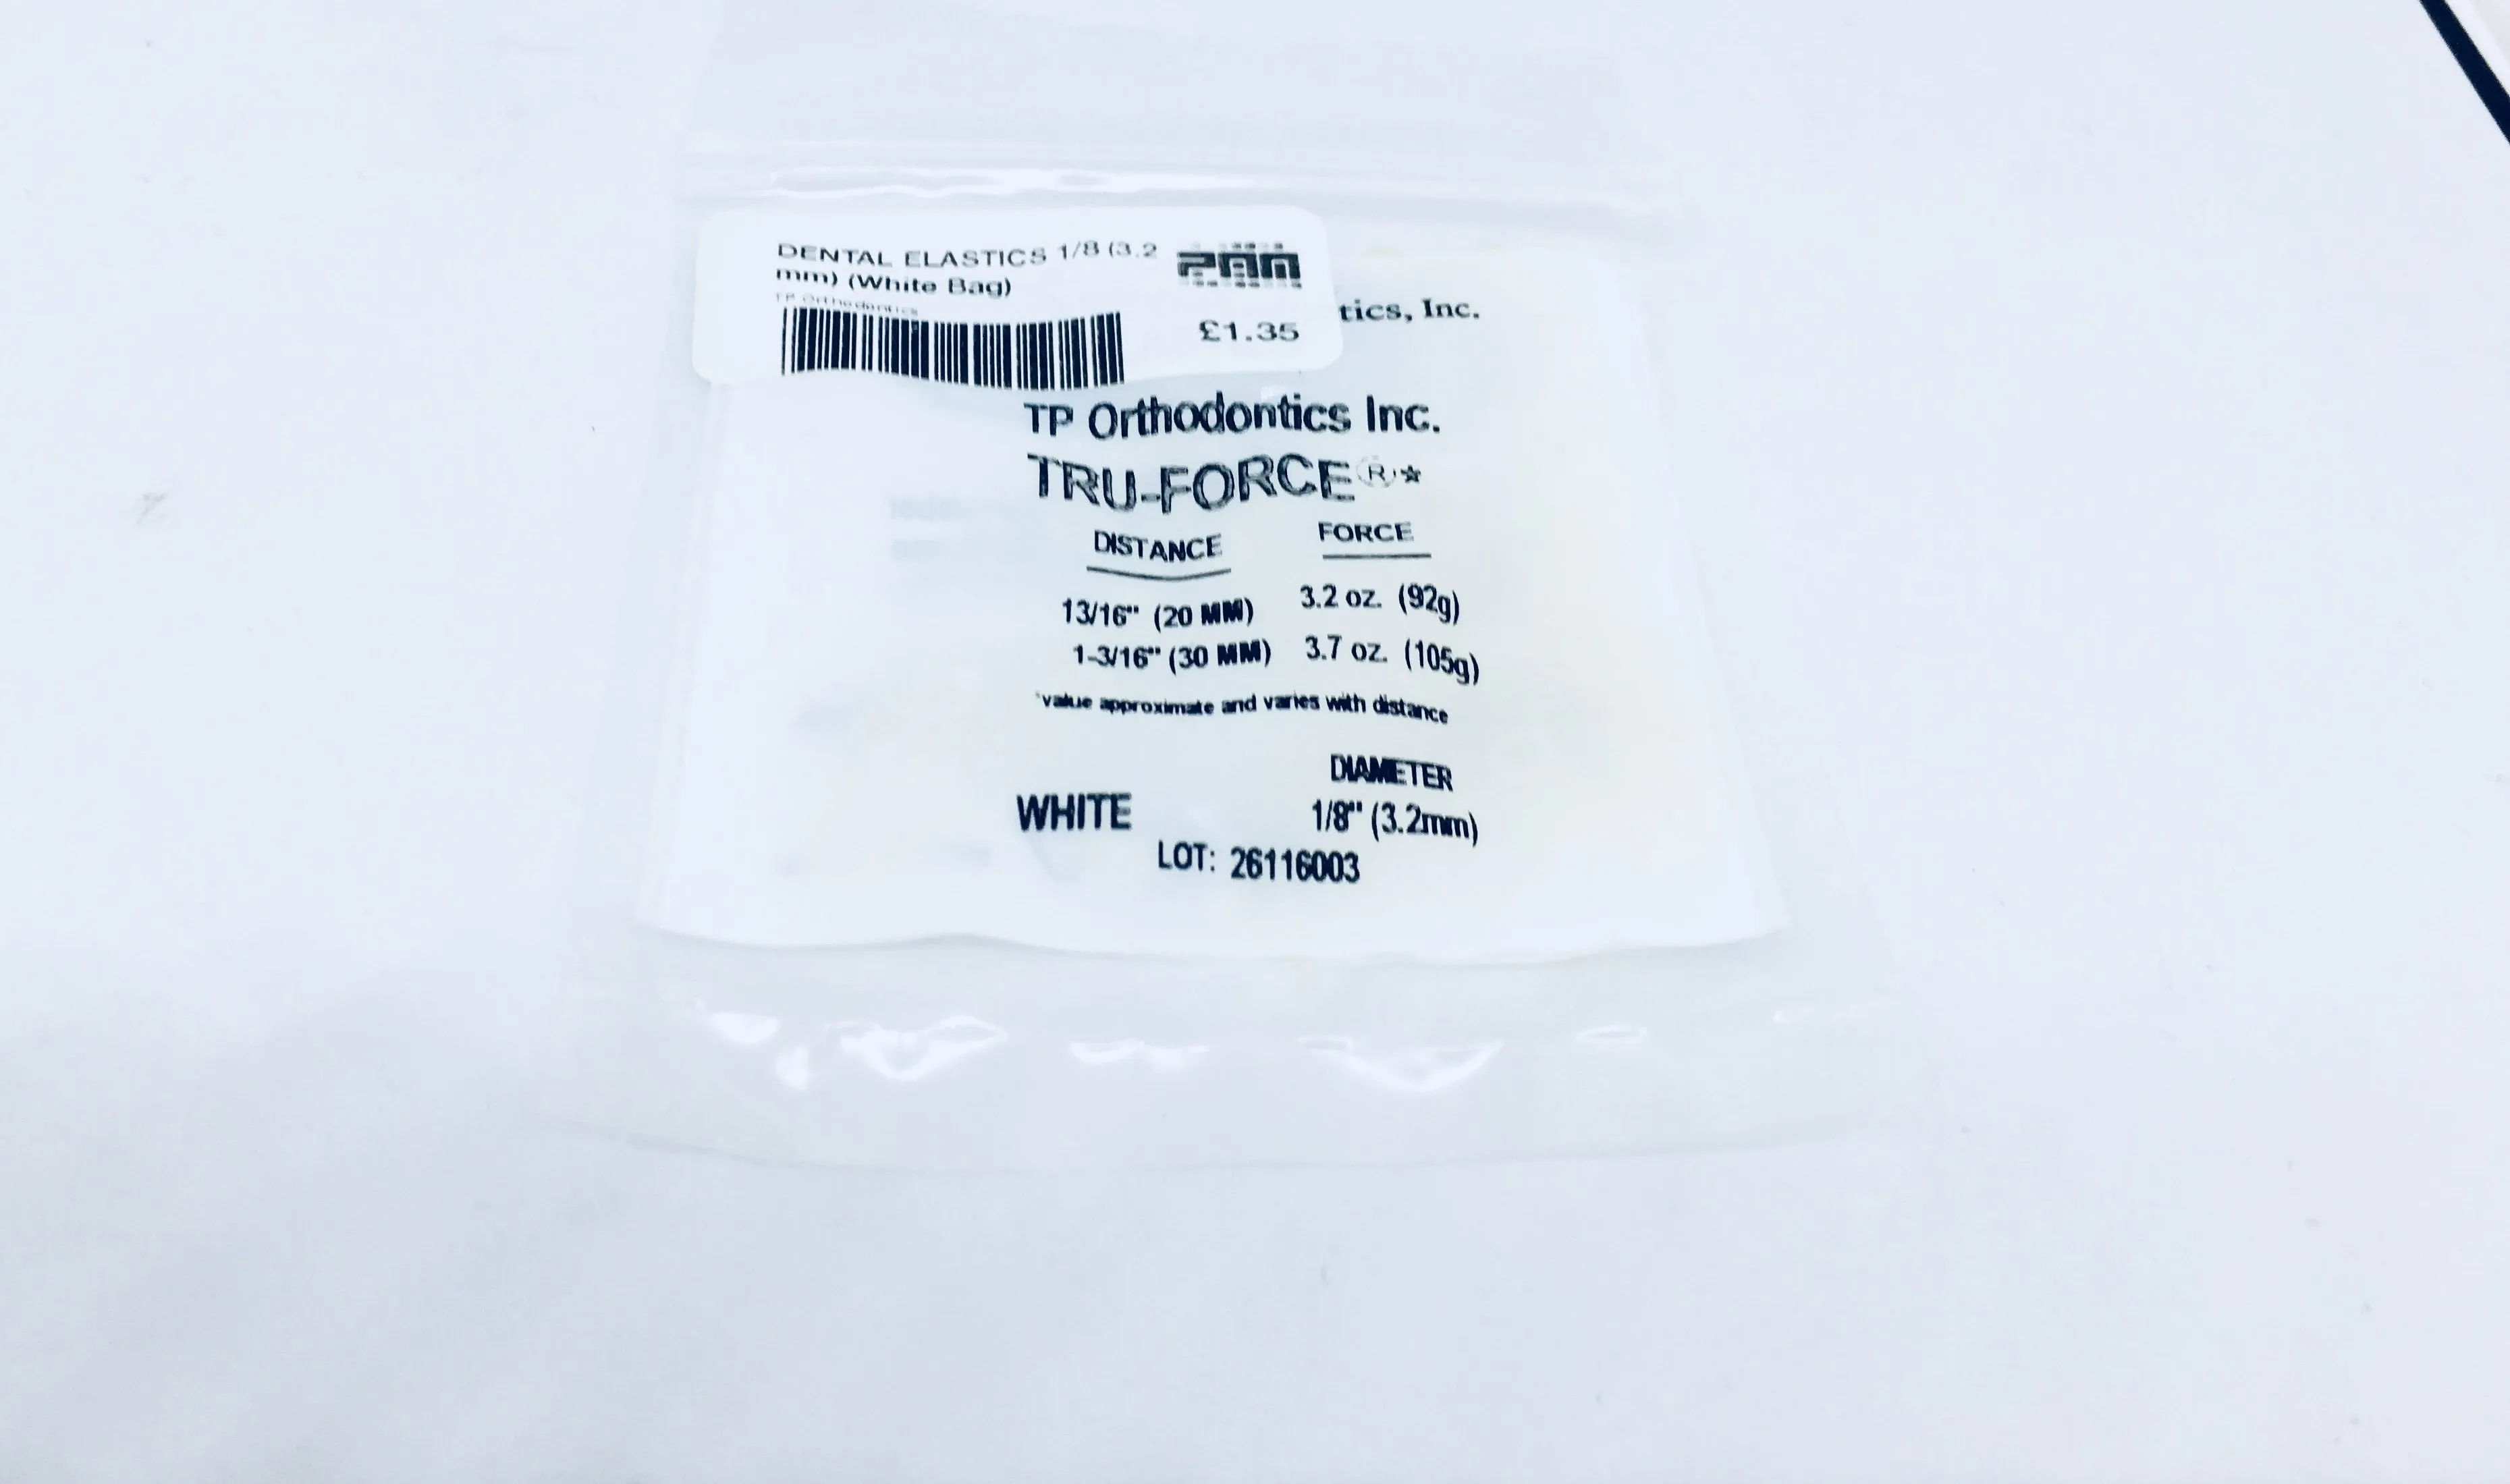 DENTAL ELASTICS 1/8 (3.2
mm) (White Bag)
TP Orthodontics
£1.35
tics, Inc.
TP Orthodontics Inc.
TRU-FORCE®*
DISTANCE FORCE
13/16" (20 MM) 3.2 oz. (92g)
1-3/16" (30 MM) 3.7 oz. (105g)
*value approximate and varies with distance
DIAMETER
WHITE 1/8" (3.2mm)
LOT: 26116003